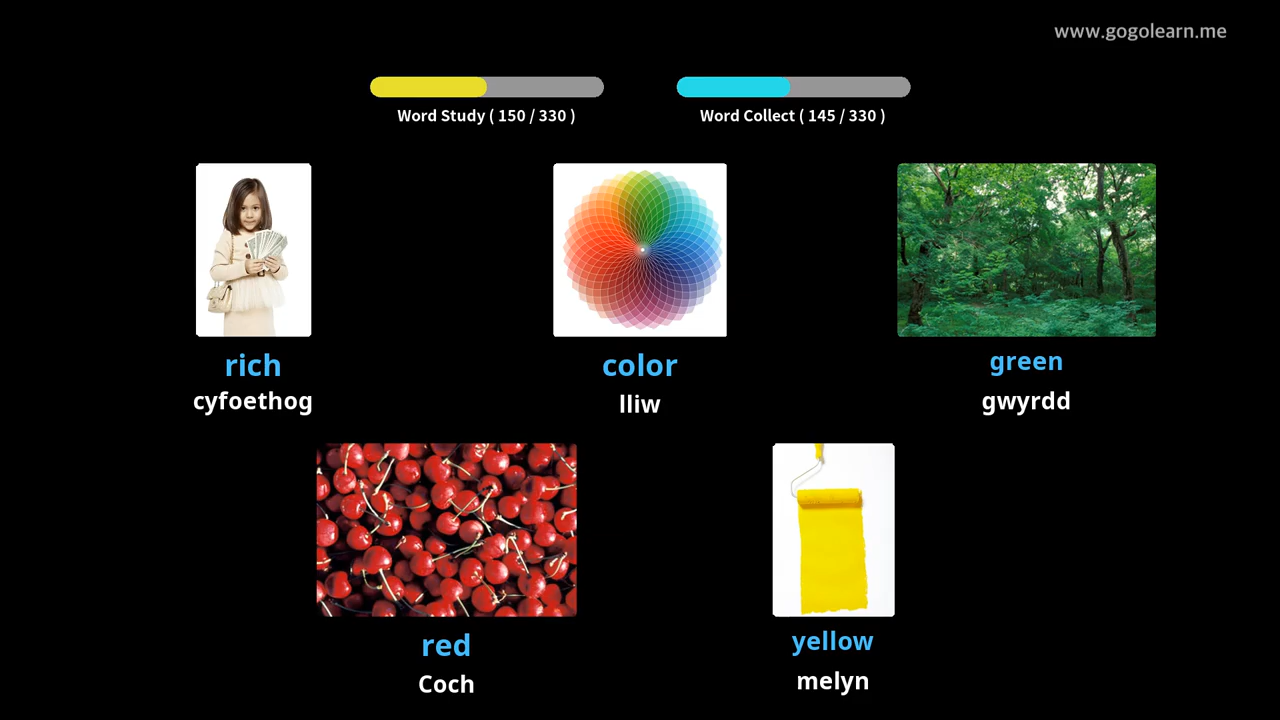 www.gogolearn.me
Word Study ( 150 / 330 )
Word Collect ( 145 / 330 )
rich
cyfoethog
color
lliw
green
gwyrdd
red
Coch
yellow
melyn